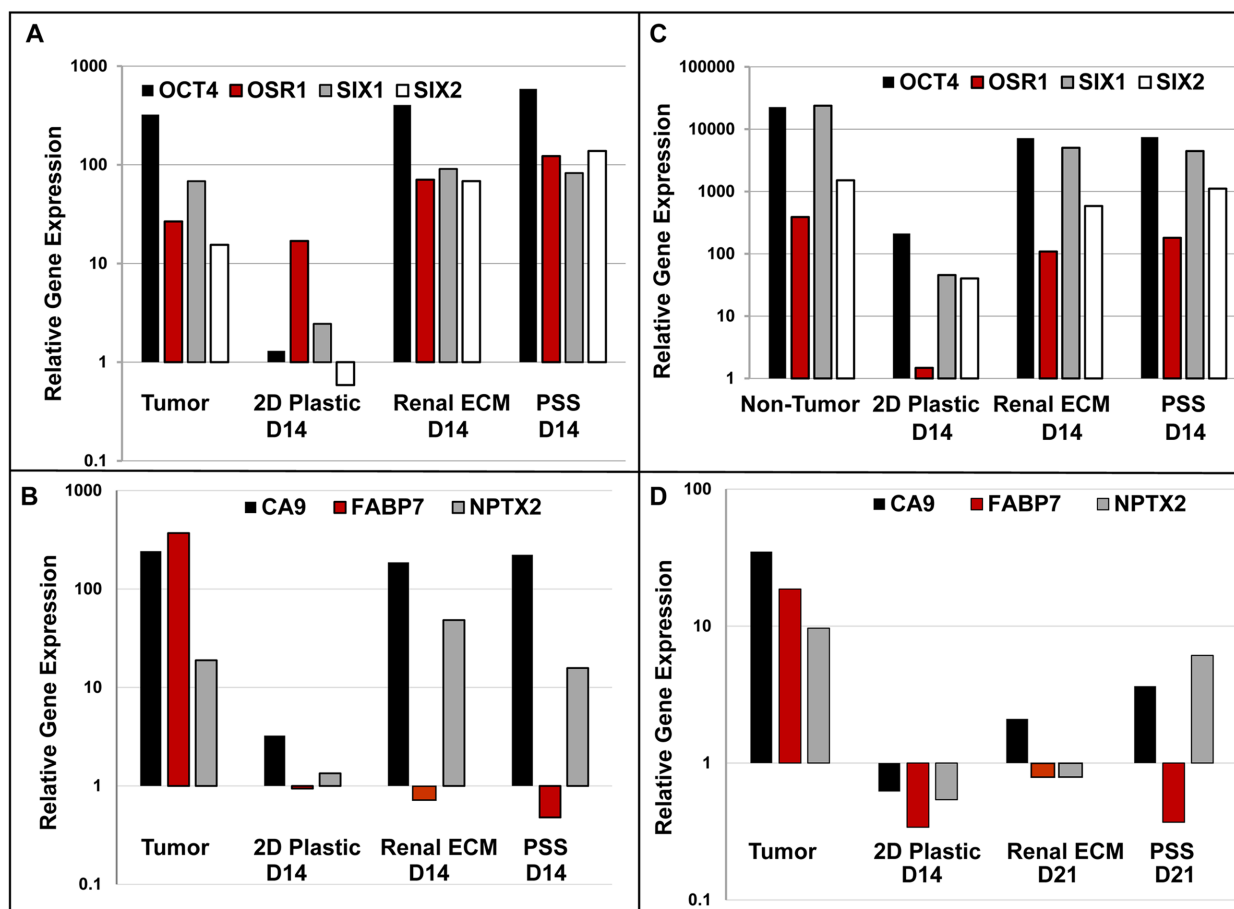 A
1000
OCT4 OSR1 SIX1 SIX2
100
10
1
0.1
Relative Gene Expression
Tumor 2D Plastic Renal ECM PSS
D14 D14 D14
C
100000
OCT4 OSR1 SIX1 SIX2
10000
1000
100
10
1
Relative Gene Expression
Non-Tumor 2D Plastic Renal ECM PSS
D14 D14 D14
B
1000
CA9 FABP7 NPTX2
100
10
1
0.1
Relative Gene Expression
Tumor 2D Plastic Renal ECM PSS
D14 D14 D14
D
100
CA9 FABP7 NPTX2
10
1
0.1
Relative Gene Expression
Tumor 2D Plastic Renal ECM PSS
D14 D21 D21